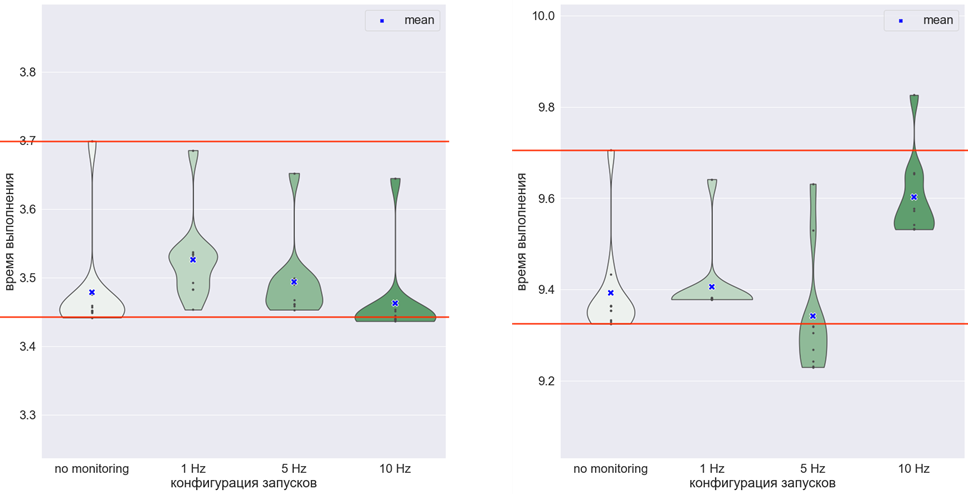 mean
3.8
3.7
3.6
3.5
3.4
3.3
время выполнения
no monitoring 1 Hz 5 Hz 10 Hz
конфигурация запусков
mean
10.0
9.8
9.6
9.4
9.2
время выполнения
no monitoring 1 Hz 5 Hz 10 Hz
конфигурация запусков